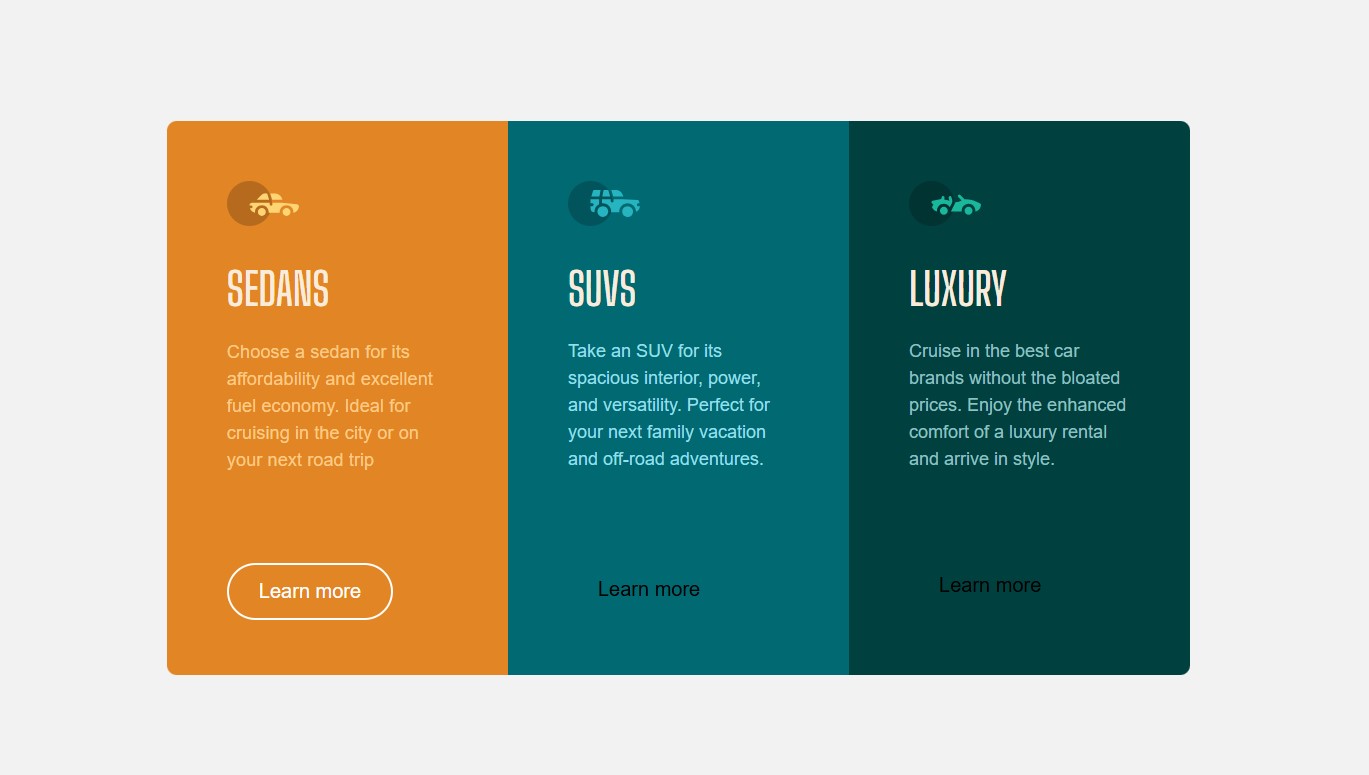 SEDANS
Choose a sedan for its
affordability and excellent
fuel economy. Ideal for
cruising in the city or on
your next road trip
Learn more
SUVS
Take an SUV for its
spacious interior, power,
and versatility. Perfect for
your next family vacation
and off-road adventures.
Learn more
LUXURY
Cruise in the best car
brands without the bloated
prices. Enjoy the enhanced
comfort of a luxury rental
and arrive in style.
Learn more